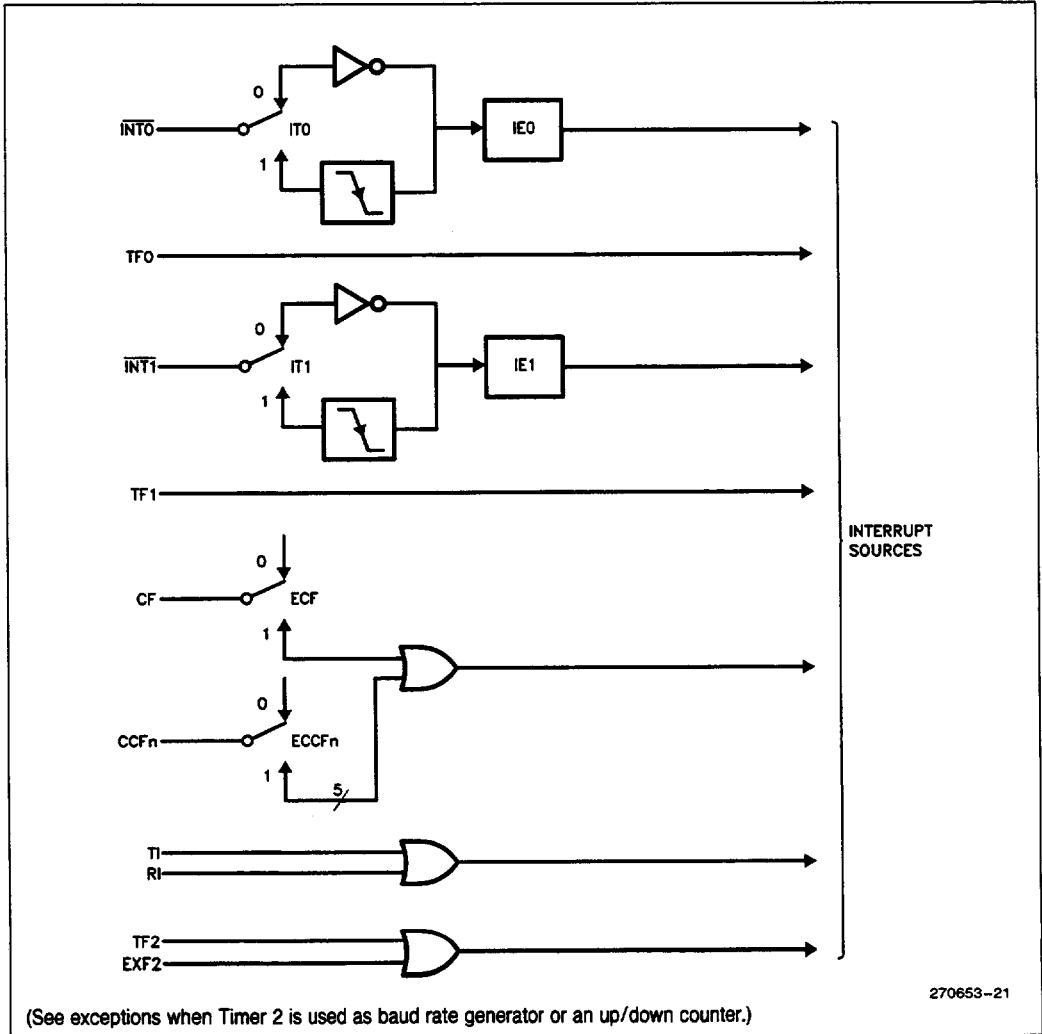 0
INT0
IT0
IE0
1
TF0
0
INT1
IT1
IE1
1
TF1
INTERRUPT
SOURCES
0
CF
ECF
1
0
CCFn
ECCFn
1
5
TI
RI
TF2
EXF2
270653–21
(See exceptions when Timer 2 is used as baud rate generator or an up/down counter.)